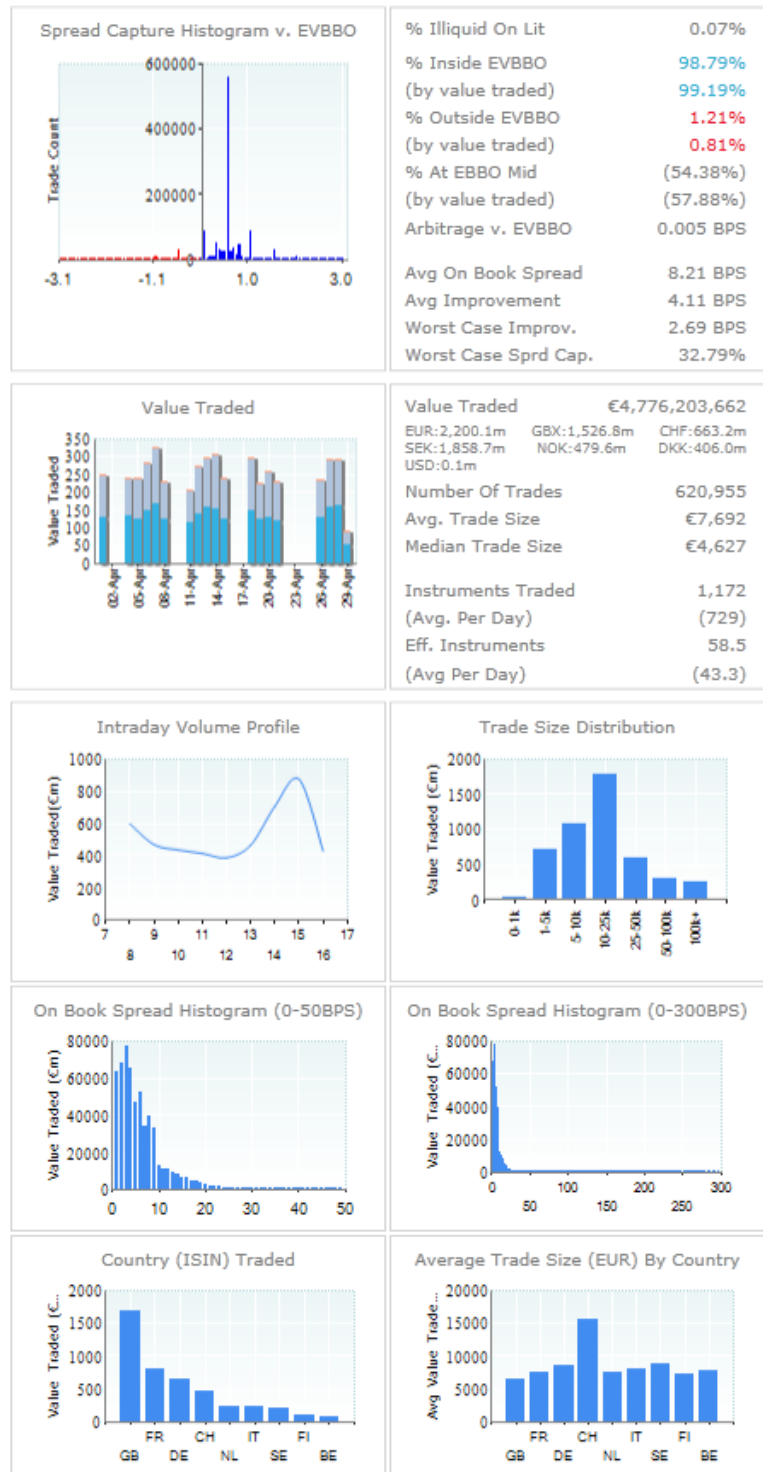 Spread Capture Histogram v. EVBBO
Trade Count
600000
400000
200000
0
-3.1 -1.1 1.0 3.0
% Illiquid On Lit 0.07%
% Inside EVBBO 98.79%
(by value traded) 99.19%
% Outside EVBBO 1.21%
(by value traded) 0.81%
% At EBBO Mid (54.38%)
(by value traded) (57.88%)
Arbitrage v. EVBBO 0.005 BPS
Avg On Book Spread 8.21 BPS
Avg Improvement 4.11 BPS
Worst Case Improv. 2.69 BPS
Worst Case Sprd Cap. 32.79%
Value Traded
Value Traded
350
300
250
200
150
100
50
0
02-Apr 05-Apr 08-Apr 11-Apr 14-Apr 17-Apr 20-Apr 23-Apr 26-Apr 29-Apr
Value Traded €4,776,203,662
EUR:2,200.1m GBX:1,526.8m CHF:663.2m
SEK:1,858.7m NOK:479.6m DKK:406.0m
USD:0.1m
Number Of Trades 620,955
Avg. Trade Size €7,692
Median Trade Size €4,627
Instruments Traded 1,172
(Avg. Per Day) (729)
Eff. Instruments 58.5
(Avg Per Day) (43.3)
Intraday Volume Profile
Value Traded(€m)
1000
800
600
400
200
0
7 9 11 13 15 17
8 10 12 14 16
Trade Size Distribution
Value Traded (€m)
2000
1500
1000
500
0
0-1k 1-5k 5-10k 10-25k 25-50k 50-100k 100k+
On Book Spread Histogram (0-50BPS)
Value Traded (€m)
80000
60000
40000
20000
0
0 10 20 30 40 50
On Book Spread Histogram (0-300BPS)
Value Traded (€...
80000
60000
40000
20000
0
0 100 200 300
50 150 250
Country (ISIN) Traded
Value Traded (€...
2000
1500
1000
500
0
FR CH IT FI
GB DE NL SE BE
Average Trade Size (EUR) By Country
Avg Value Trade...
20000
15000
10000
5000
0
FR CH IT FI
GB DE NL SE BE